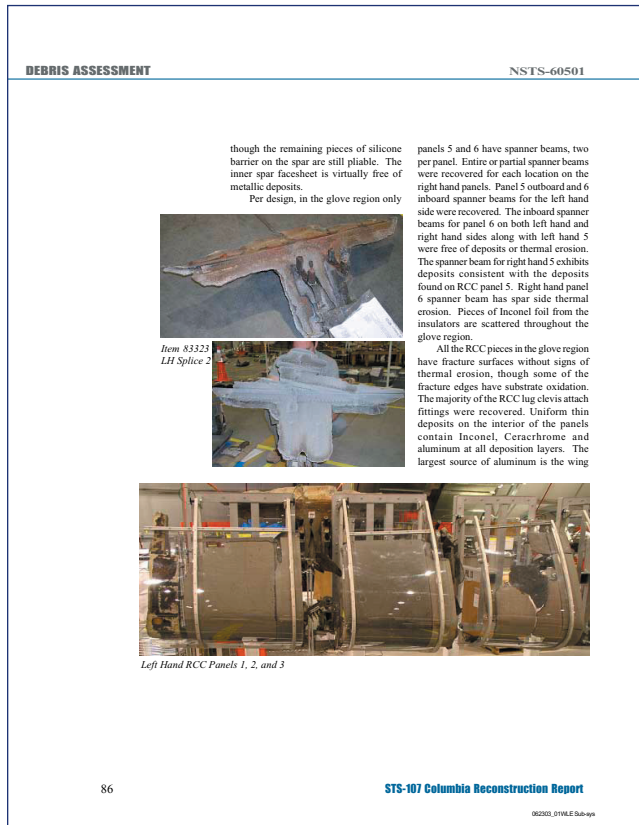 DEBRIS ASSESSMENT
NSTS-60501
though the remaining pieces of silicone
barrier on the spar are still pliable. The
inner spar facesheet is virtually free of
metallic deposits.
Per design, in the glove region only
Item 83323
LH Splice 2
panels 5 and 6 have spanner beams, two
per panel. Entire or partial spanner beams
were recovered for each location on the
right hand panels. Panel 5 outboard and 6
inboard spanner beams for the left hand
side were recovered. The inboard spanner
beams for panel 6 on both left hand and
right hand sides along with left hand 5
were free of deposits or thermal erosion.
The spanner beam for right hand 5 exhibits
deposits consistent with the deposits
found on RCC panel 5. Right hand panel
6 spanner beam has spar side thermal
erosion. Pieces of Inconel foil from the
insulators are scattered throughout the
glove region.
All the RCC pieces in the glove region
have fracture surfaces without signs of
thermal erosion, though some of the
fracture edges have substrate oxidation.
The majority of the RCC lug clevis attach
fittings were recovered. Uniform thin
deposits on the interior of the panels
contain Inconel, Ceracrhrome and
aluminum at all deposition layers. The
largest source of aluminum is the wing
Left Hand RCC Panels 1, 2, and 3
86
STS-107 Columbia Reconstruction Report
062303_01WLE Sub-sys